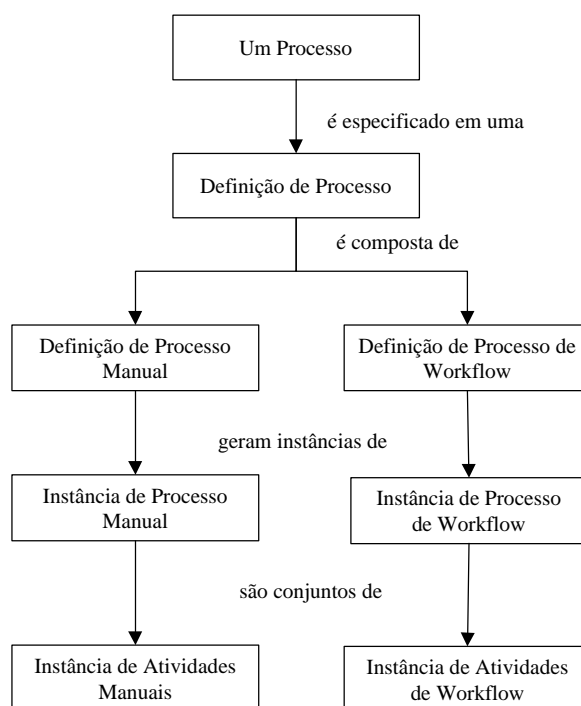 Um Processo
é especificado em uma
Definição de Processo
é composta de
Definição de Processo
Manual
Definição de Processo de
Workflow
geram instâncias de
Instância de Processo
Manual
Instância de Processo
de Workflow
são conjuntos de
Instância de Atividades
Manuais
Instância de Atividades
de Workflow